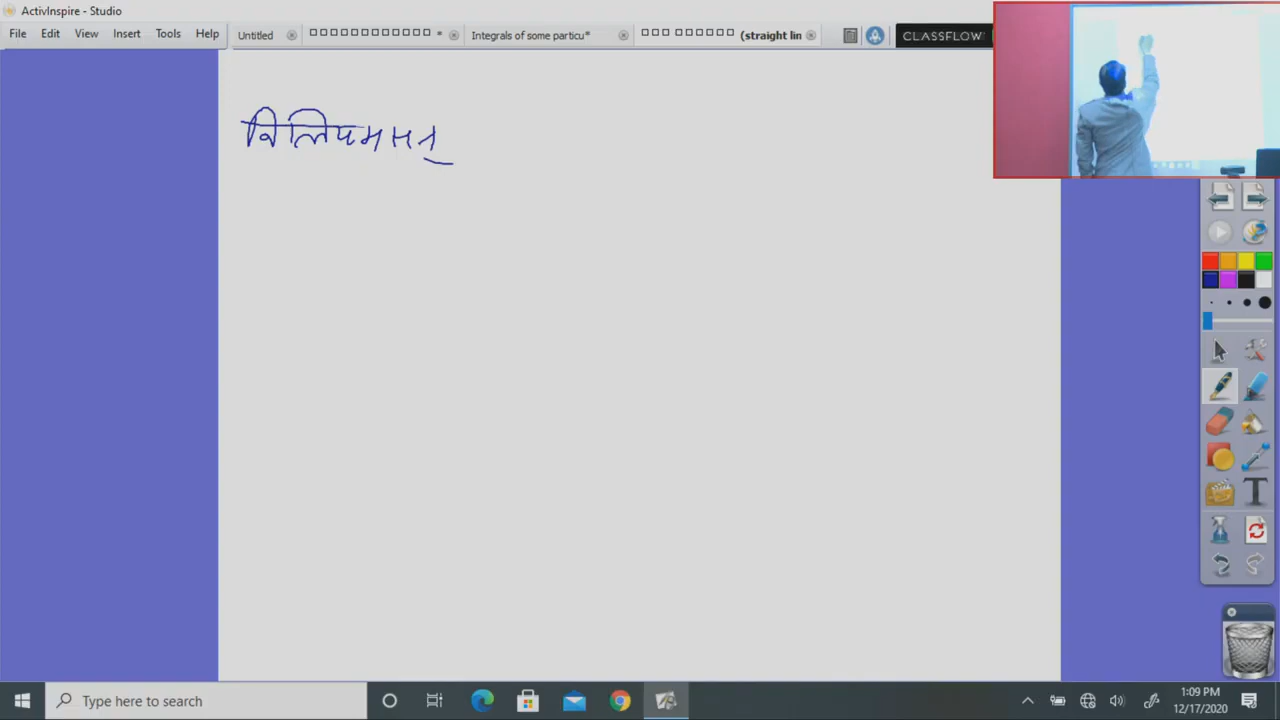 ActivInspire - Studio
File Edit View Insert Tools Help
Untitled
Integrals of some particu*
(straight lin
CLASSFLOW
T
Type here to search
1:09 PM
12/17/2020